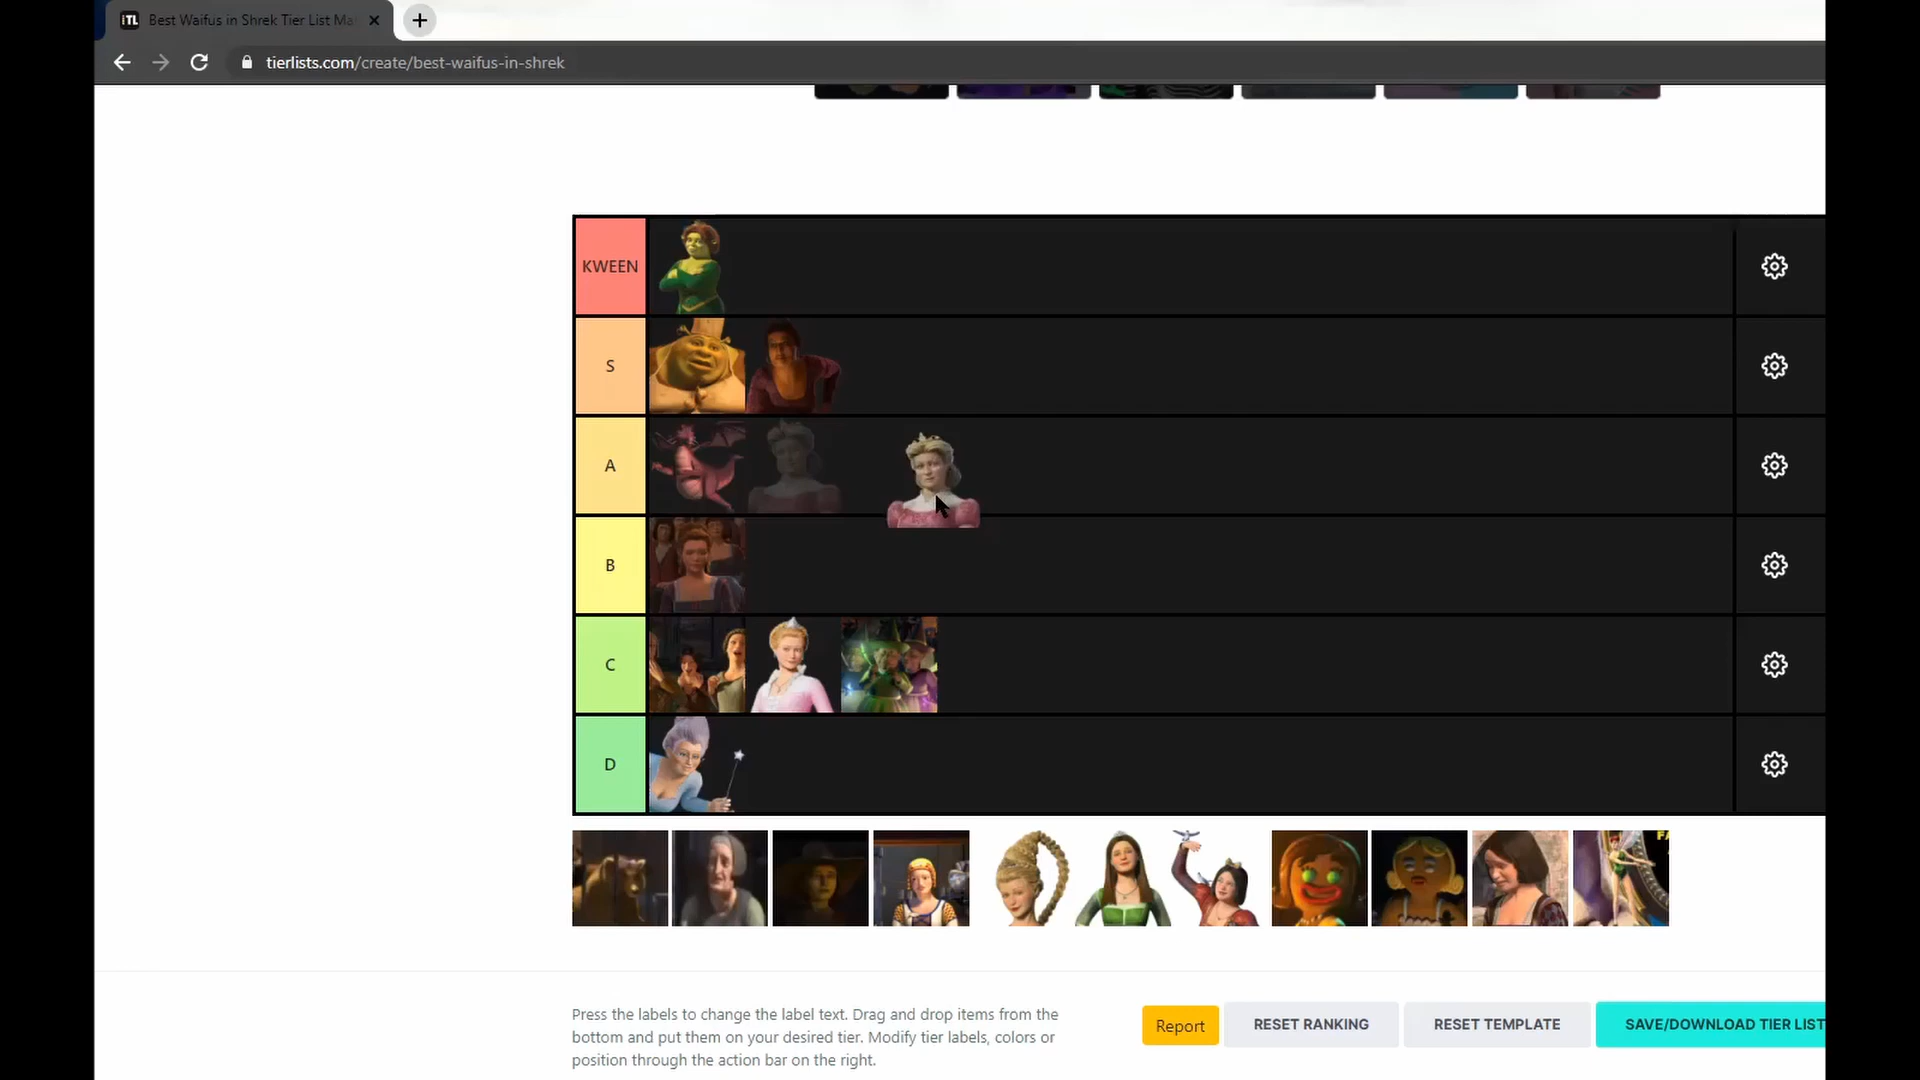 iTL Best Waifus in Shrek Tier List Ma
tierlists.com/create/best-waifus-in-shrek
KWEEN
S
A
B
C
D
FA
Press the labels to change the label text. Drag and drop items from the
bottom and put them on your desired tier. Modify tier labels, colors or
position through the action bar on the right.
Report
RESET RANKING
RESET TEMPLATE
SAVE/DOWNLOAD TIER LIST